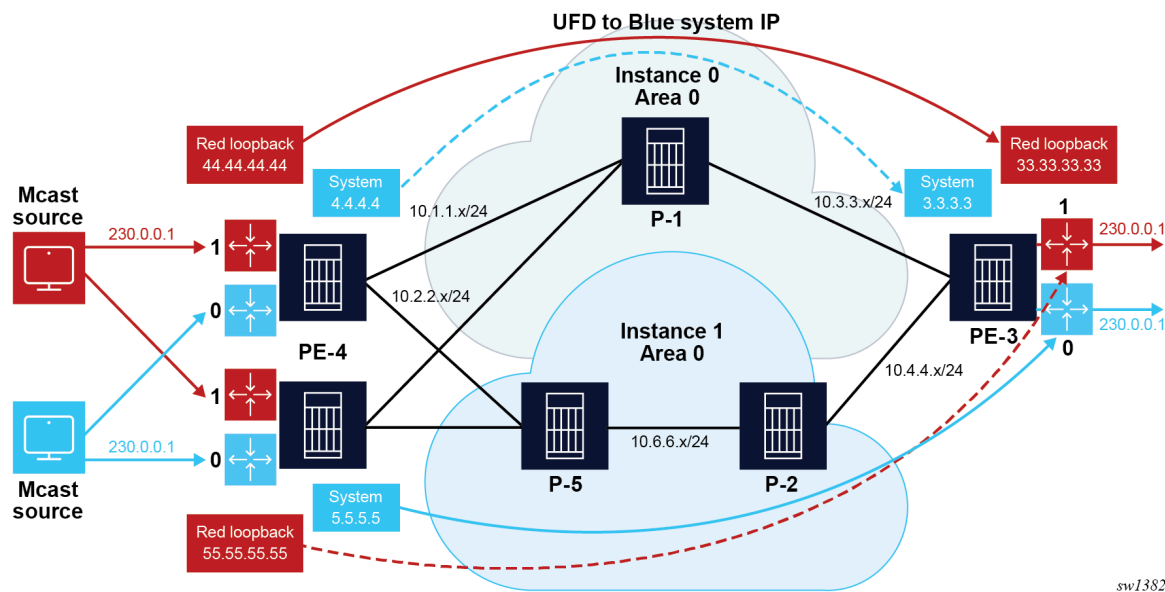 UFD to Blue system IP
Instance 0
Area 0
Red loopback
44.44.44.44
Red loopback
33.33.33.33
System
4.4.4.4
System
3.3.3.3
Mcast
source
230.0.0.1
1
0
10.1.1.x/24
P-1
10.3.3.x/24
1
230.0.0.1
10.2.2.x/24
PE-4
Instance 1
Area 0
PE-3
230.0.0.1
0
10.4.4.x/24
1
230.0.0.1
0
10.6.6.x/24
Mcast
source
P-5
P-2
System
5.5.5.5
Red loopback
55.55.55.55
sw1382